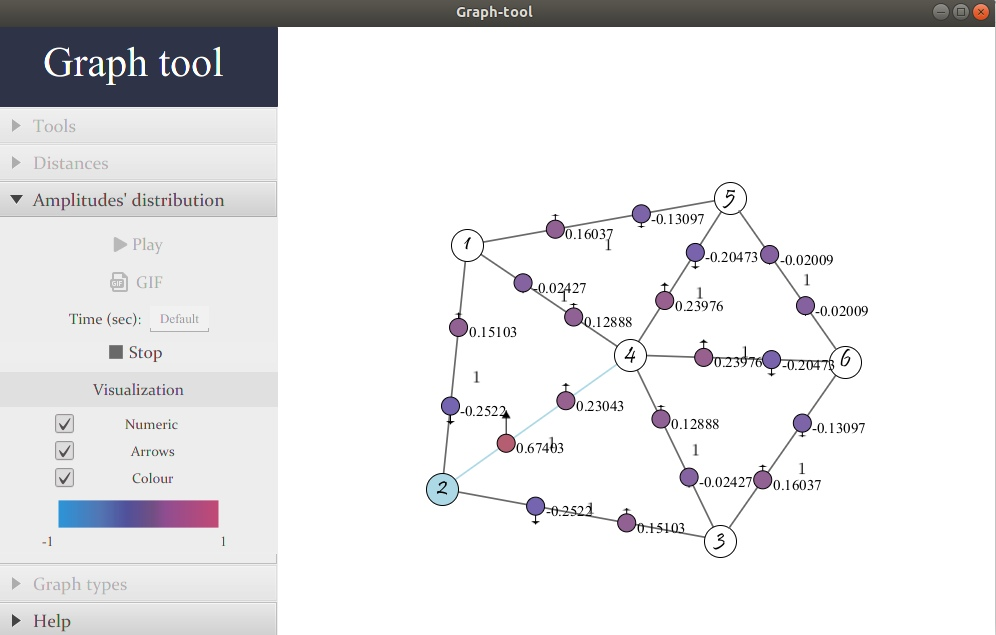 Graph-tool
Graph tool
Tools
Distances
Amplitudes' distribution
Play
GIF
GIF
Time (sec): Default
Stop
Visualization
Numeric
Arrows
Colour
-1 1
Graph types
Help
5
-0.13097
0.16037
1
1
-0.20473
-0.02009
-0.02427
1
0.23976
1
1
-0.02009
0.12888
0.15103
4
0.23976
1
-0.20473
6
1
-0.2522
0.23043
0.12888
-0.13097
0.67403
1
1
1
2
-0.02427
0.16037
-0.2522
1
0.15103
3